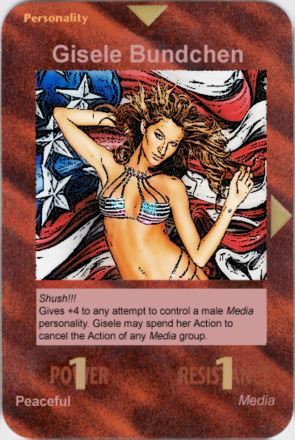 Personality
Gisele Bundchen
Shush!!!
Gives +4 to any attempt to control a male Media
personality. Gisele may spend her Action to
cancel the Action of any Media group.
POWER 1 RESISTANCE 1
Peaceful Media